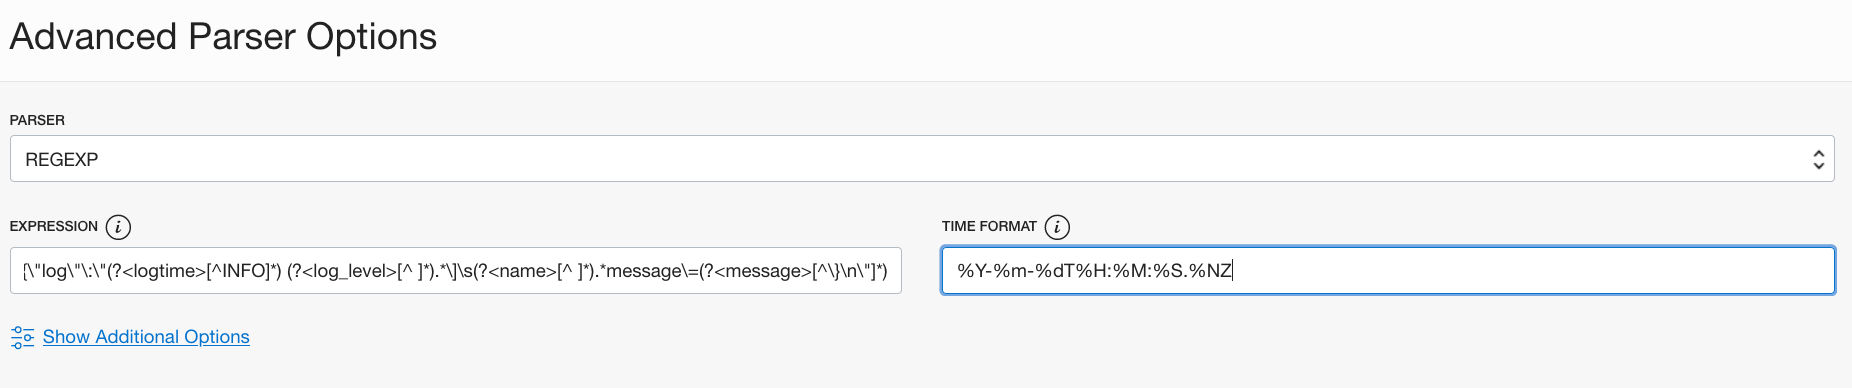 Advanced Parser Options
PARSER
REGEXP
EXPRESSION i
TIME FORMAT i
{\"log\"\:\"(?<logtime>[^INFO]*) (?<log_level>[^ ]*).*\]\s(?<name>[^ ]*).*message\=(?<message>[^\}\n\"]*)
%Y-%m-%dT%H:%M:%S.%NZ
Show Additional Options